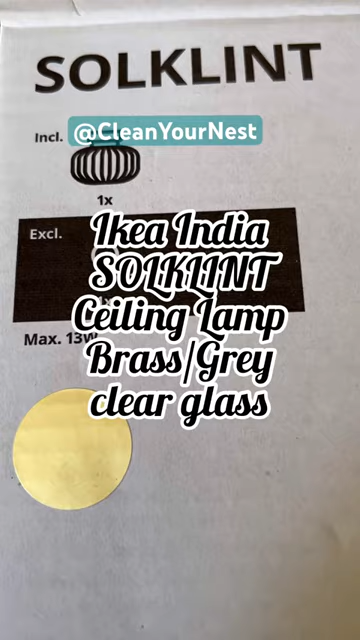 SOLKLINT
Incl.
@CleanYourNest
1x
Excl.
Ikea India
SOLKLINT
Ceiling Lamp
Max. 13W
Brass/Grey
clear glass